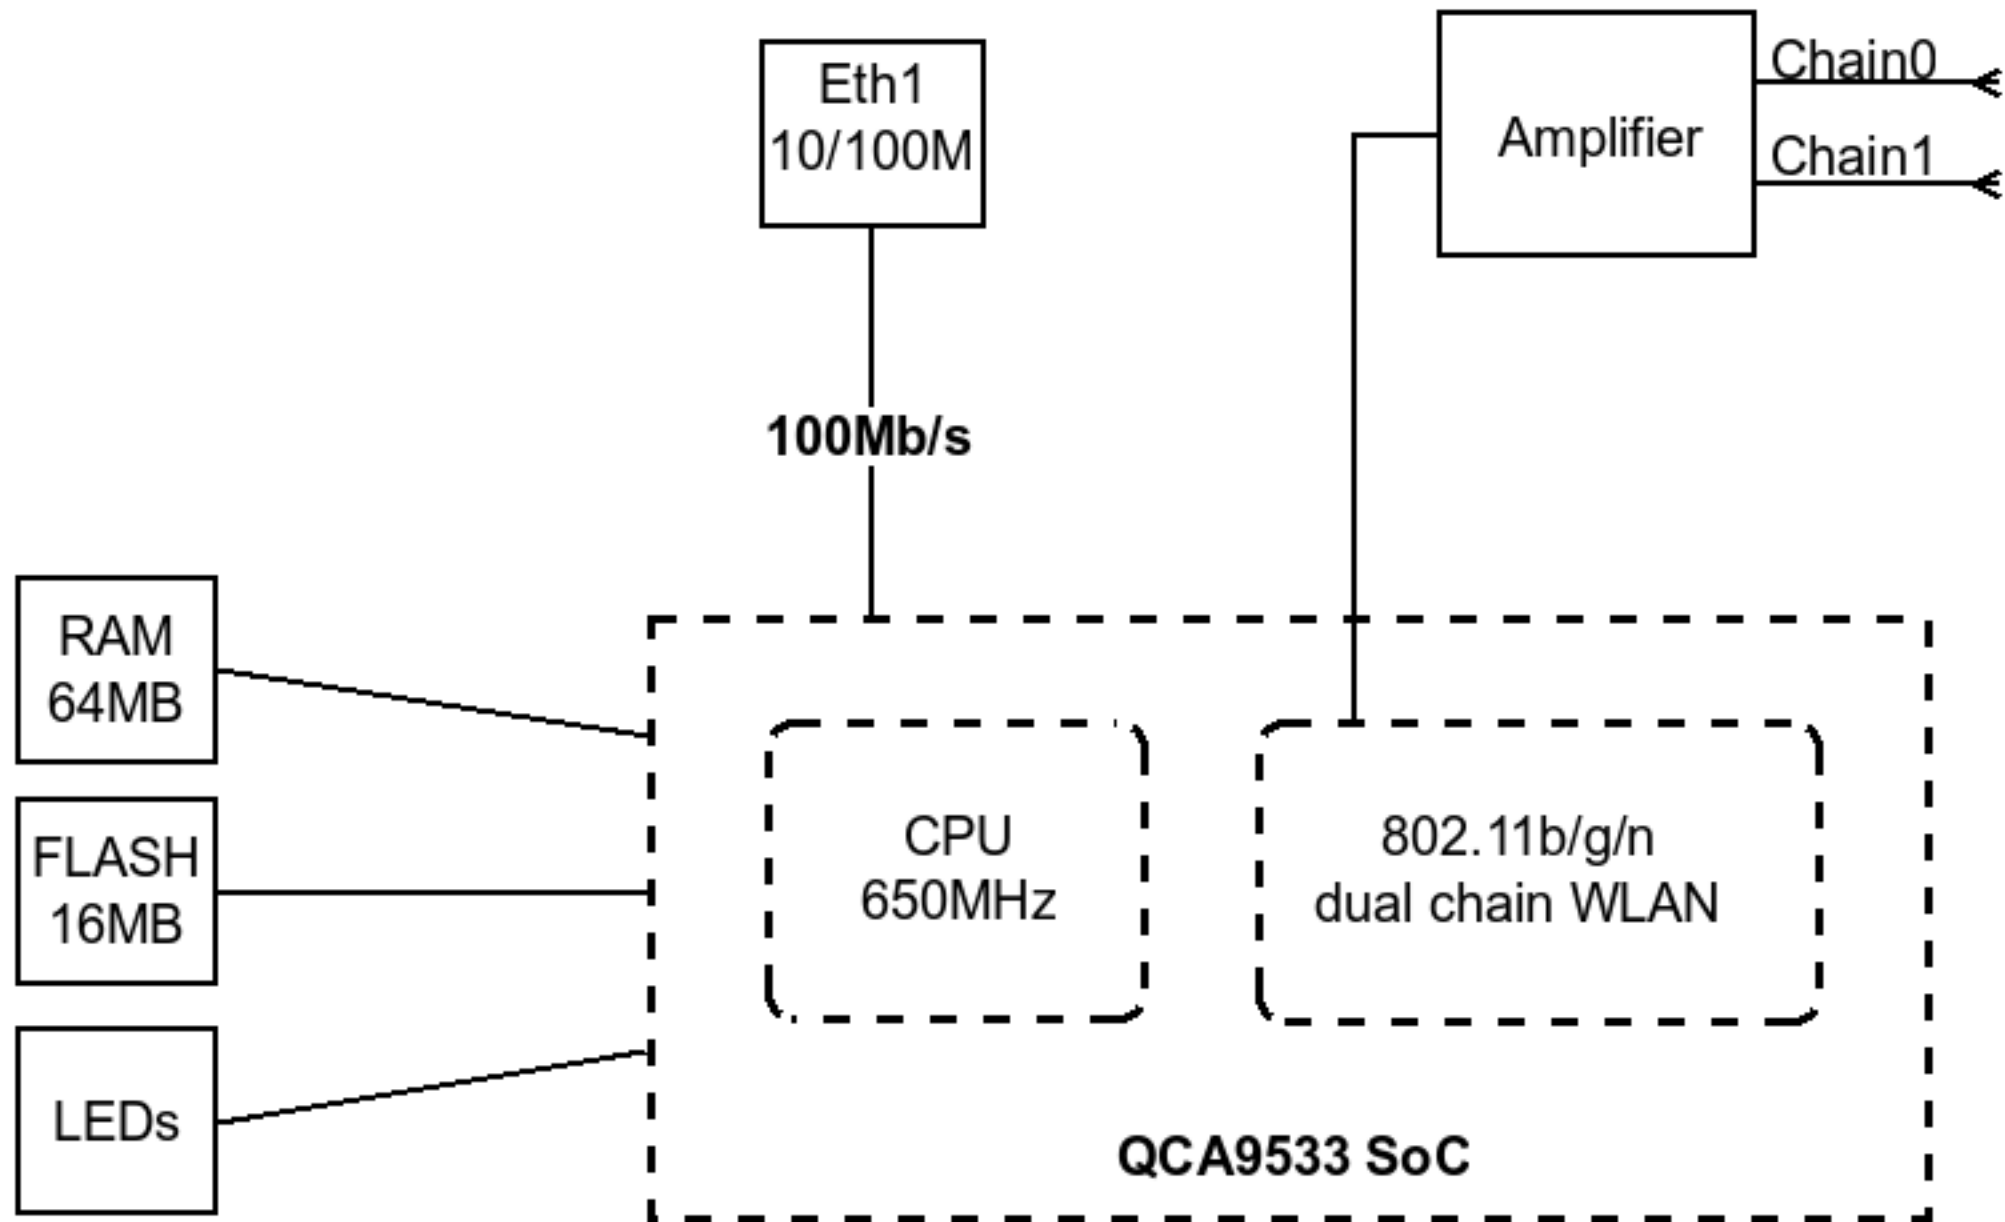 Eth1
10/100M
Amplifier
Chain0
Chain1
100Mb/s
RAM
64MB
FLASH
16MB
LEDs
CPU
650MHz
802.11b/g/n
dual chain WLAN
QCA9533 SoC